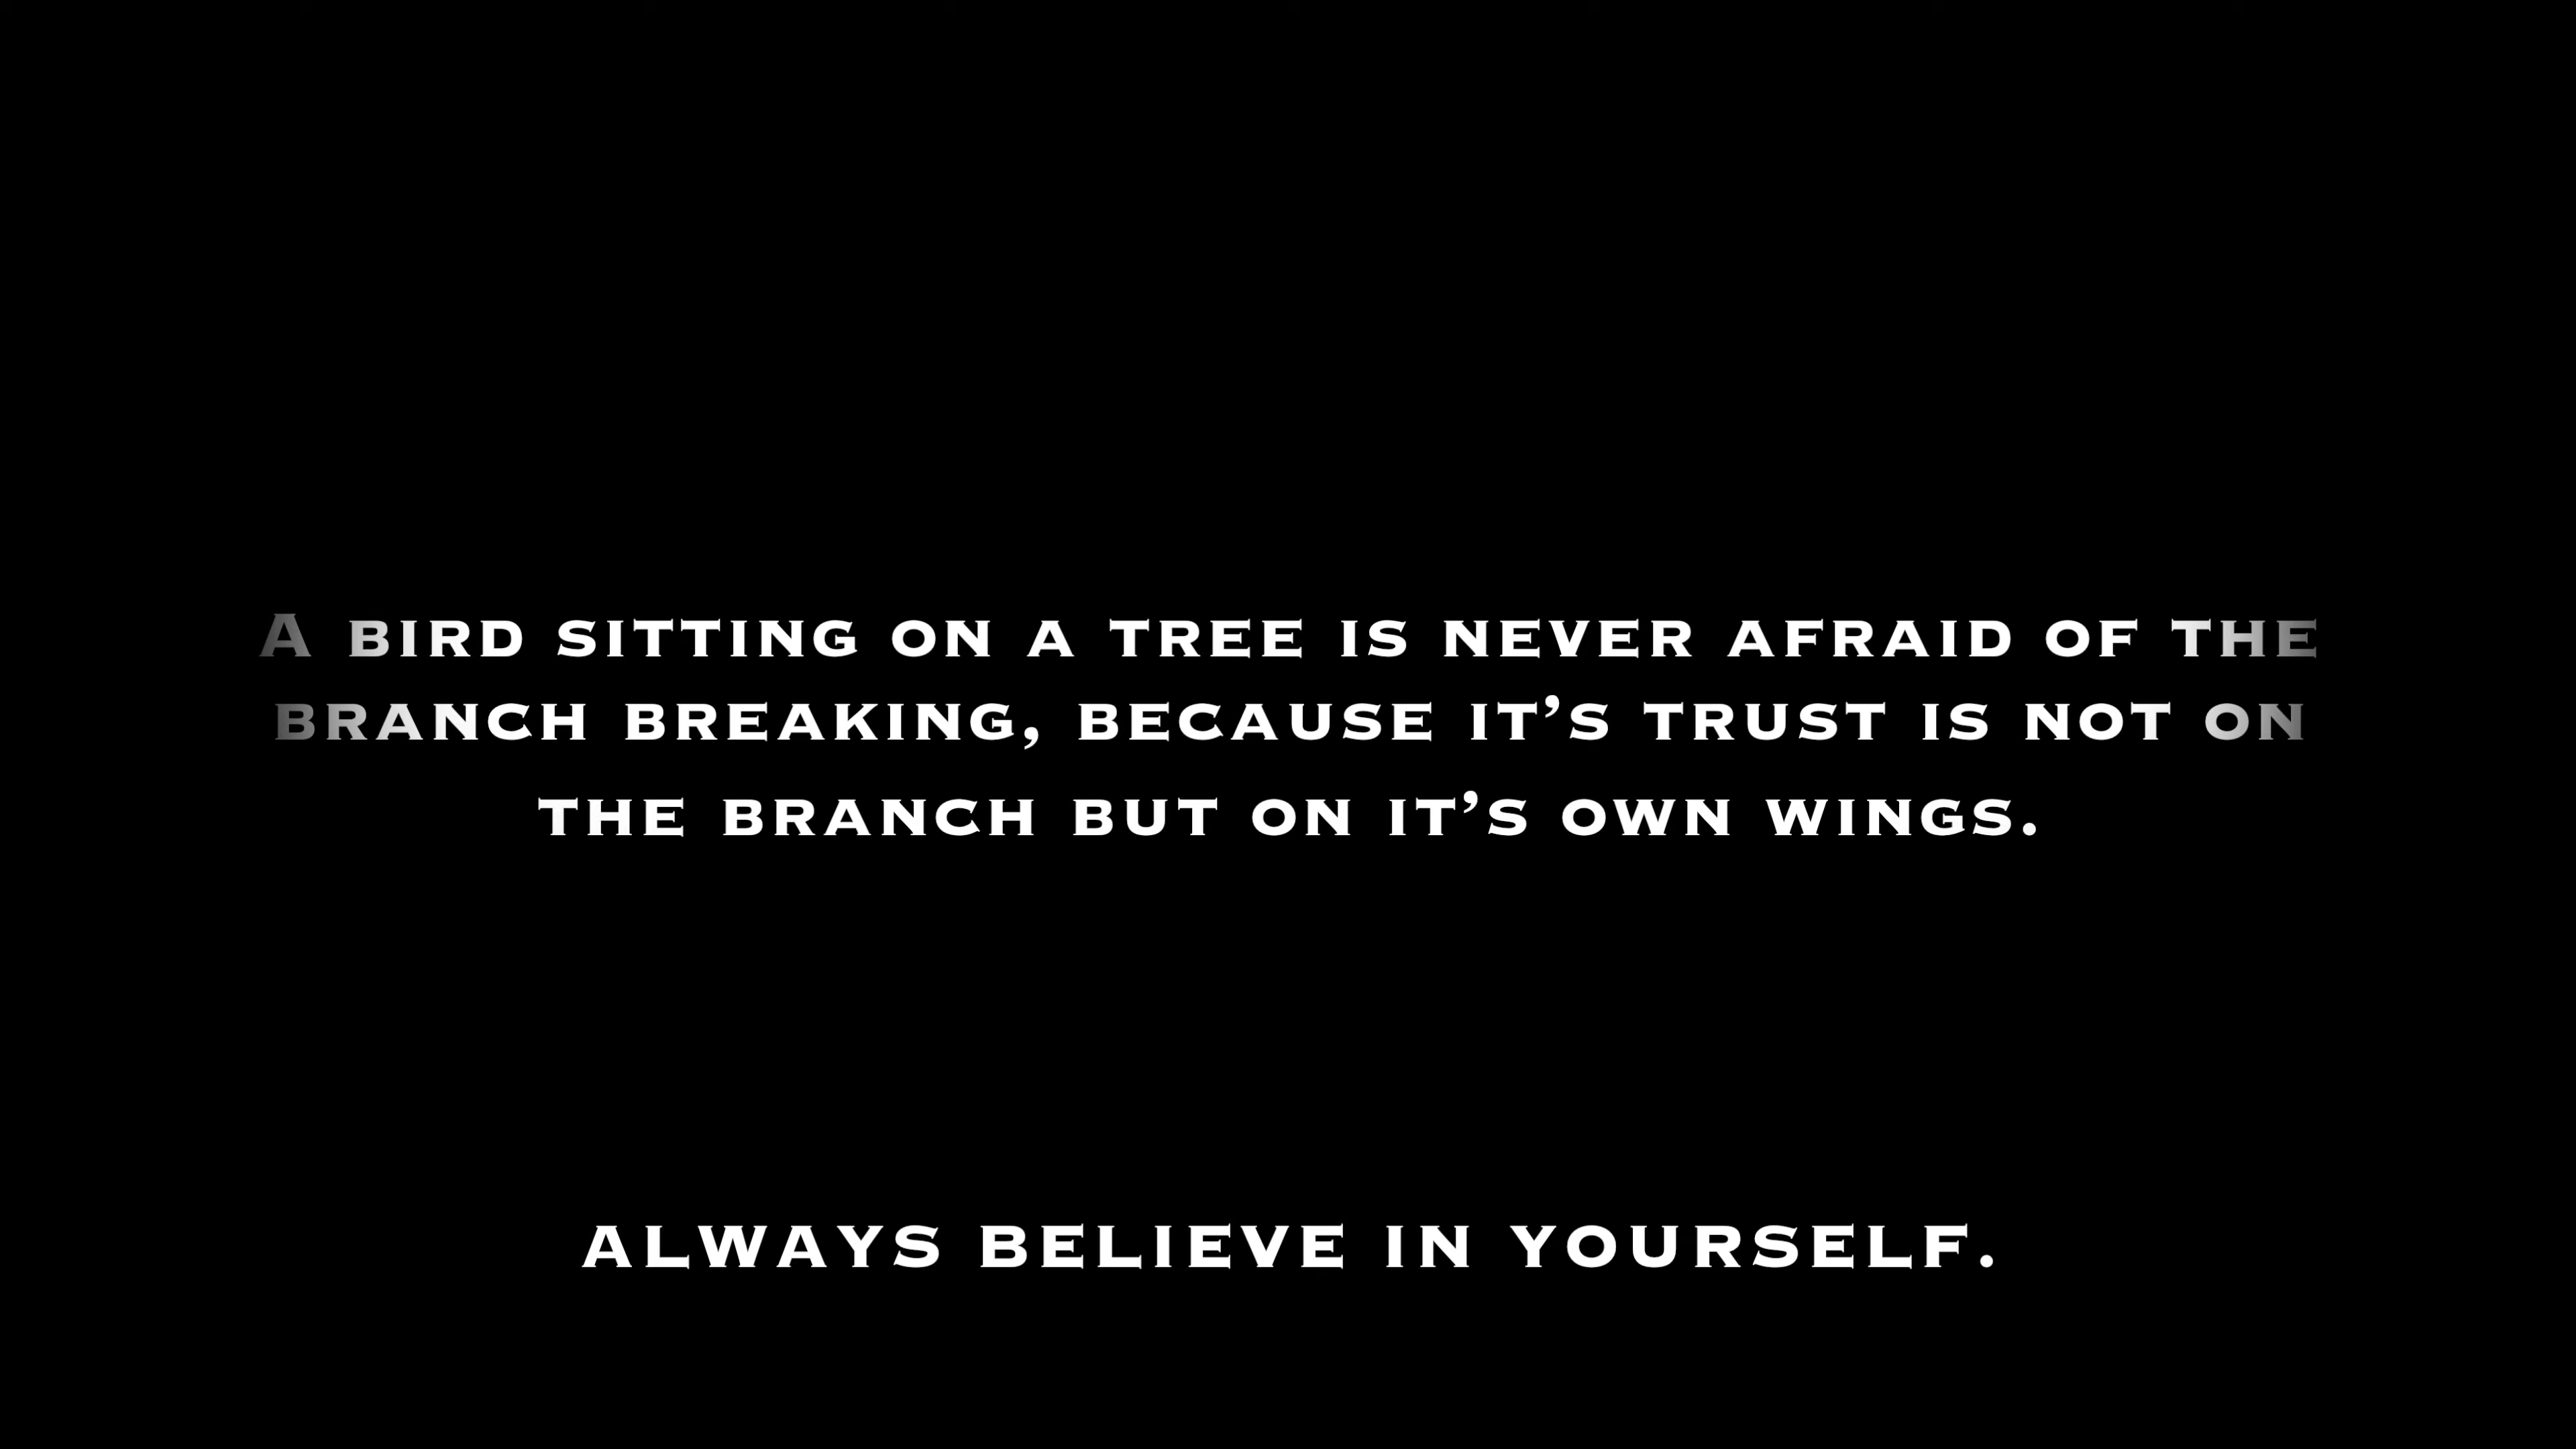 A BIRD SITTING ON A TREE IS NEVER AFRAID OF THE
BRANCH BREAKING, BECAUSE IT’S TRUST IS NOT ON
THE BRANCH BUT ON IT’S OWN WINGS.
ALWAYS BELIEVE IN YOURSELF.